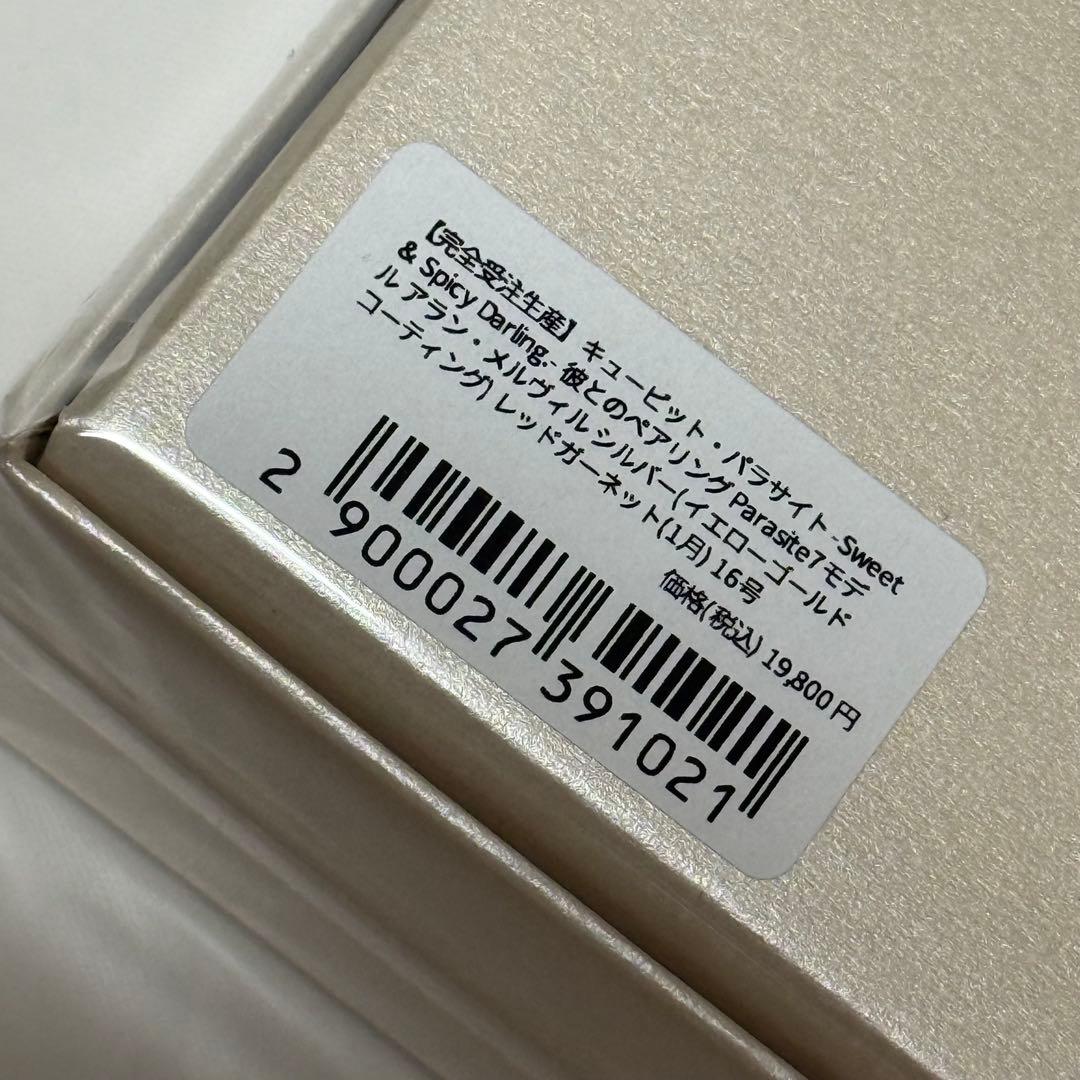 【完全受注生産】キューピット・パラサイト-Sweet
& Spicy Darling.- 彼とのペアリング Parasite7モデ
ル アラン・メルヴィル シルバー(イエローゴールド
コーティング) レッドガーネット(1月) 16号
価格(税込) 19,800 円
2 900027 391021